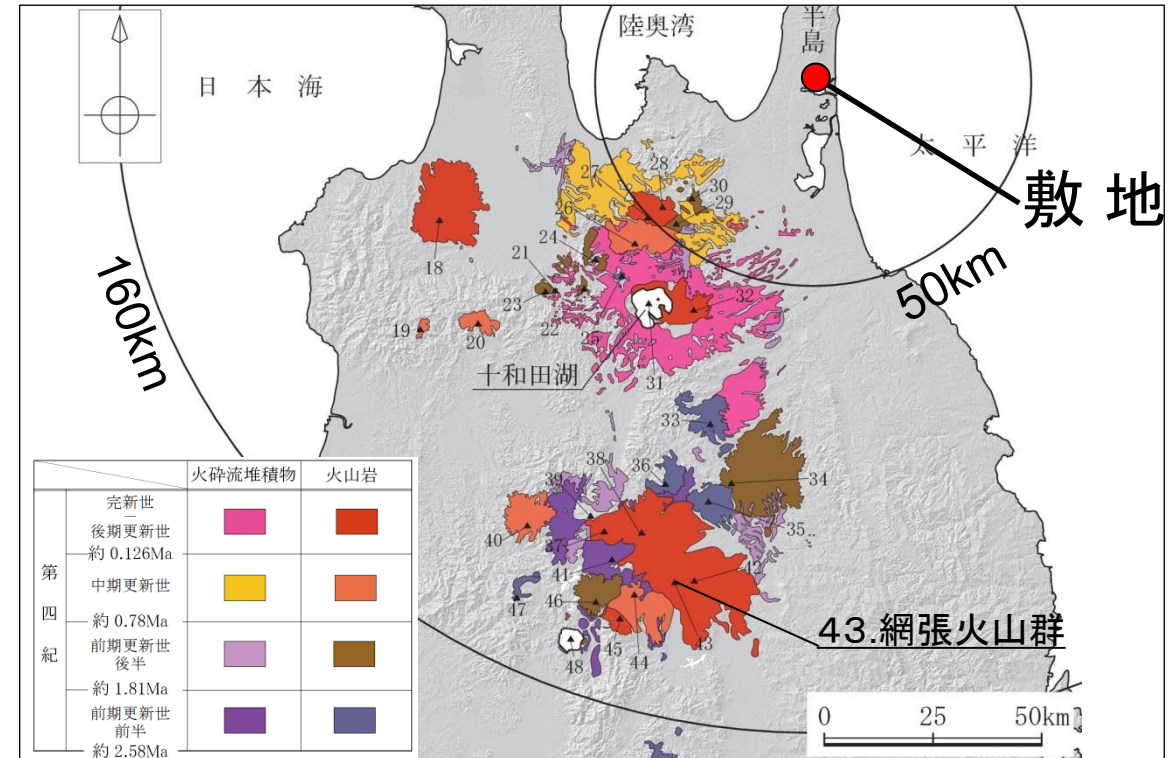 陸奥湾
半島
日本海
太平洋
敷地
50km
160km
18
19
20
21
22
23
24
25
26
27
28
29
30
31
32
十和田湖
33
34
35
36
37
38
39
40
41
42
43
44
45
46
47
48
43.網張火山群
火砕流堆積物 火山岩
第四紀
完新世
―
後期更新世
約 0.126Ma
中期更新世
約 0.78Ma
前期更新世
後半
約 1.81Ma
前期更新世
前半
約 2.58Ma
0 25 50km